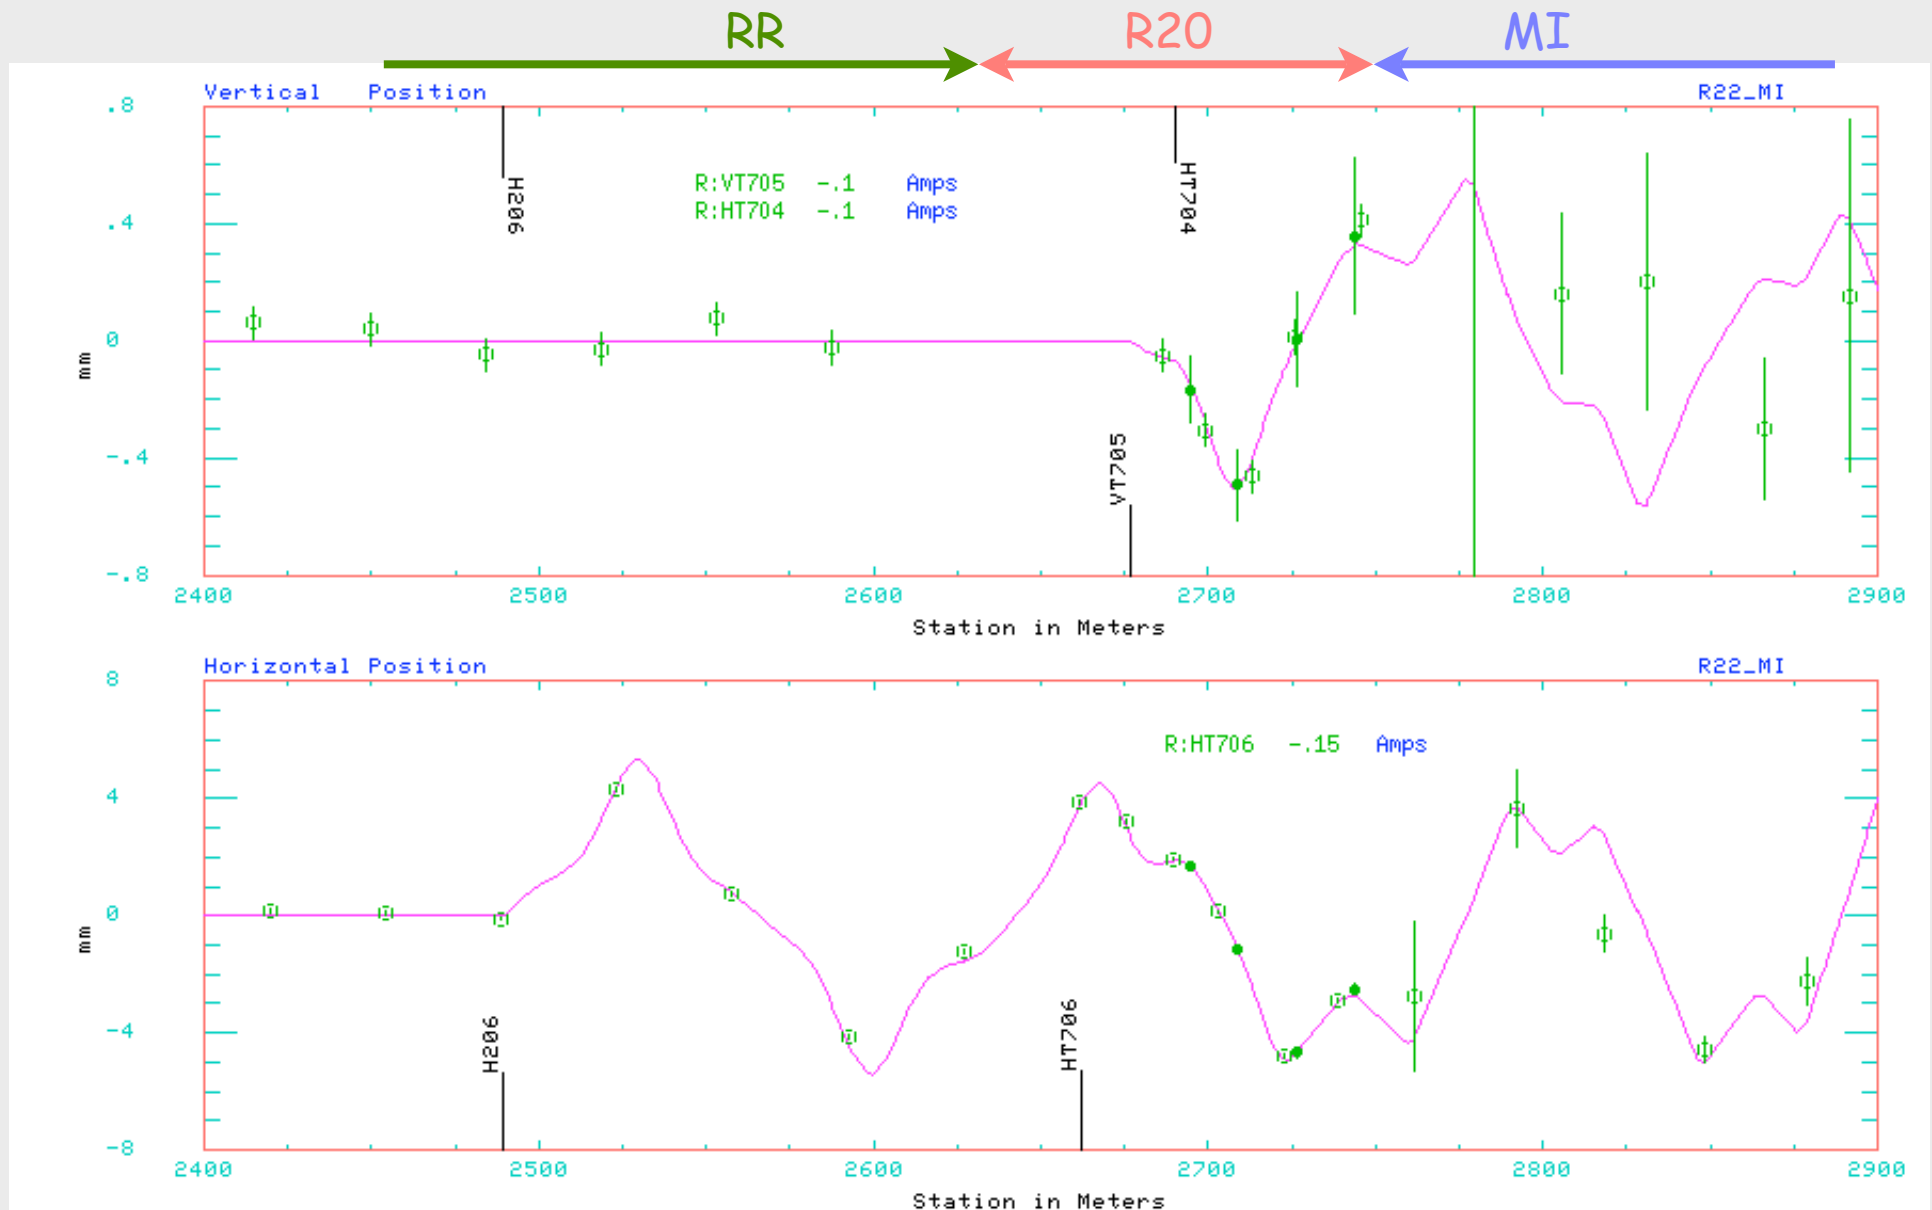 RR R20 MI
Vertical Position R22_MI
.8
.4
0
-.4
-.8
mm
H206
R:VT705 -.1 Amps
R:HT704 -.1 Amps
HT704
VT705
2400 2500 2600 2700 2800 2900
Station in Meters
Horizontal Position R22_MI
8
4
0
-4
-8
mm
R:HT706 -.15 Amps
H206
HT706
2400 2500 2600 2700 2800 2900
Station in Meters